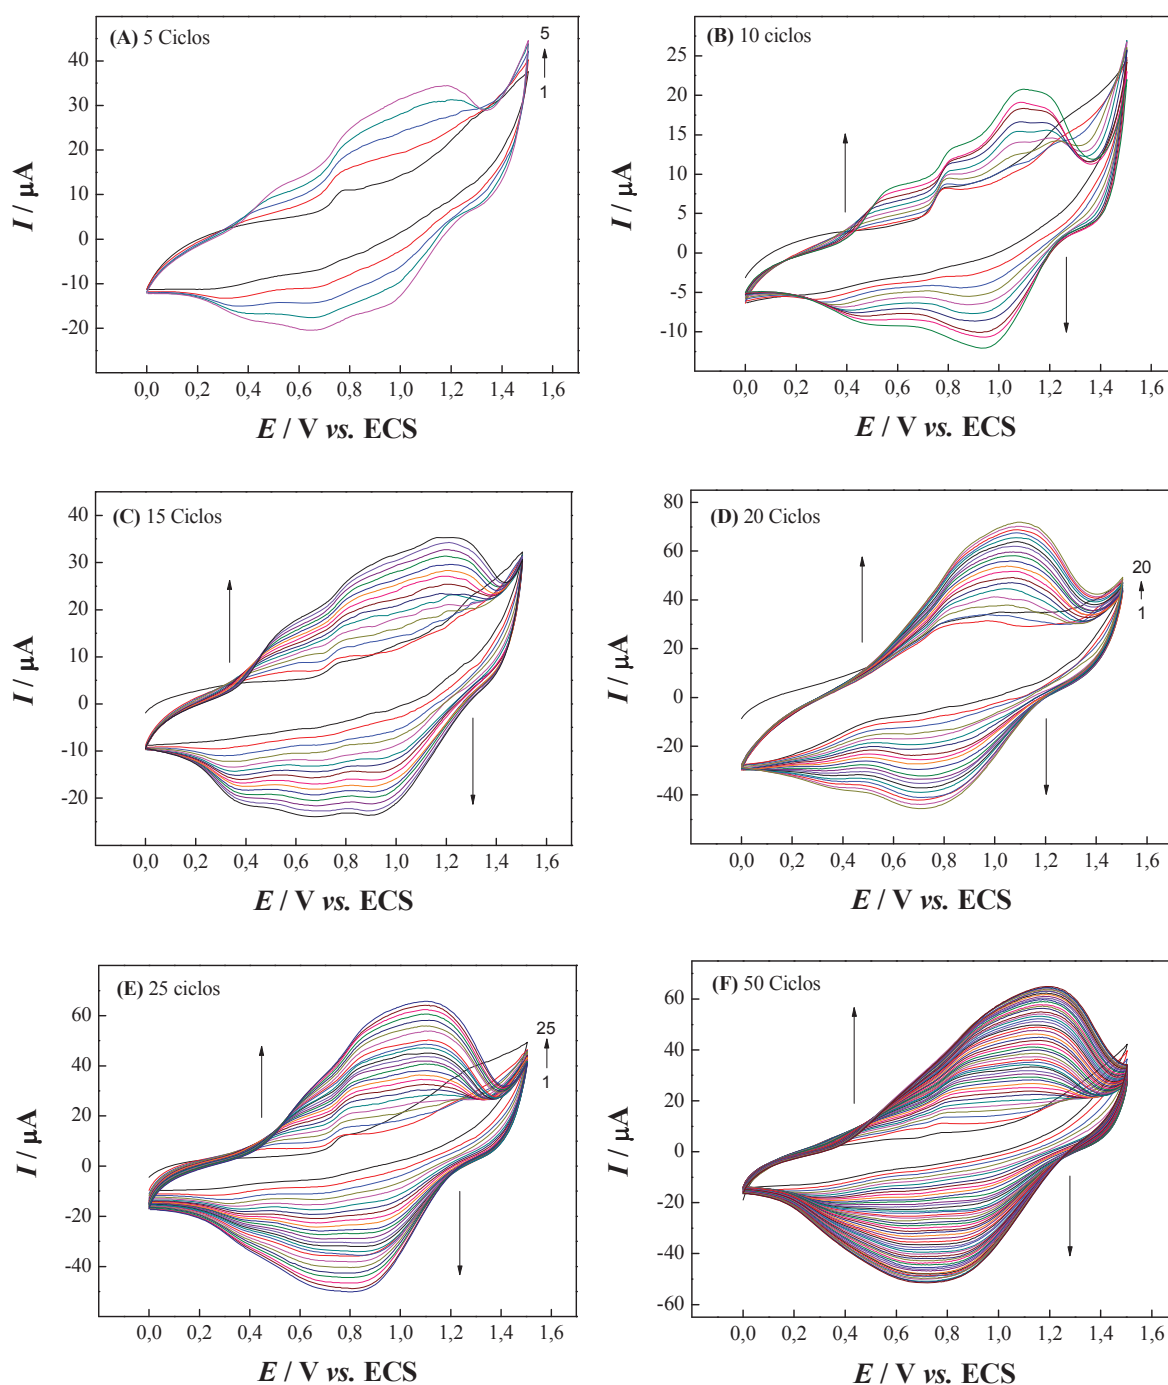 (A) 5 Ciclos
5
1
40
30
20
10
0
-10
-20
I / µA
0,0 0,2 0,4 0,6 0,8 1,0 1,2 1,4 1,6
E / V vs. ECS
(B) 10 ciclos
25
20
15
10
5
0
-5
-10
I / µA
0,0 0,2 0,4 0,6 0,8 1,0 1,2 1,4 1,6
E / V vs. ECS
(C) 15 Ciclos
40
30
20
10
0
-10
-20
I / µA
0,0 0,2 0,4 0,6 0,8 1,0 1,2 1,4 1,6
E / V vs. ECS
(D) 20 Ciclos
20
1
80
60
40
20
0
-20
-40
I / µA
0,0 0,2 0,4 0,6 0,8 1,0 1,2 1,4 1,6
E / V vs. ECS
(E) 25 ciclos
25
1
60
40
20
0
-20
-40
I / µA
0,0 0,2 0,4 0,6 0,8 1,0 1,2 1,4 1,6
E / V vs. ECS
(F) 50 Ciclos
60
40
20
0
-20
-40
-60
I / µA
0,0 0,2 0,4 0,6 0,8 1,0 1,2 1,4 1,6
E / V vs. ECS